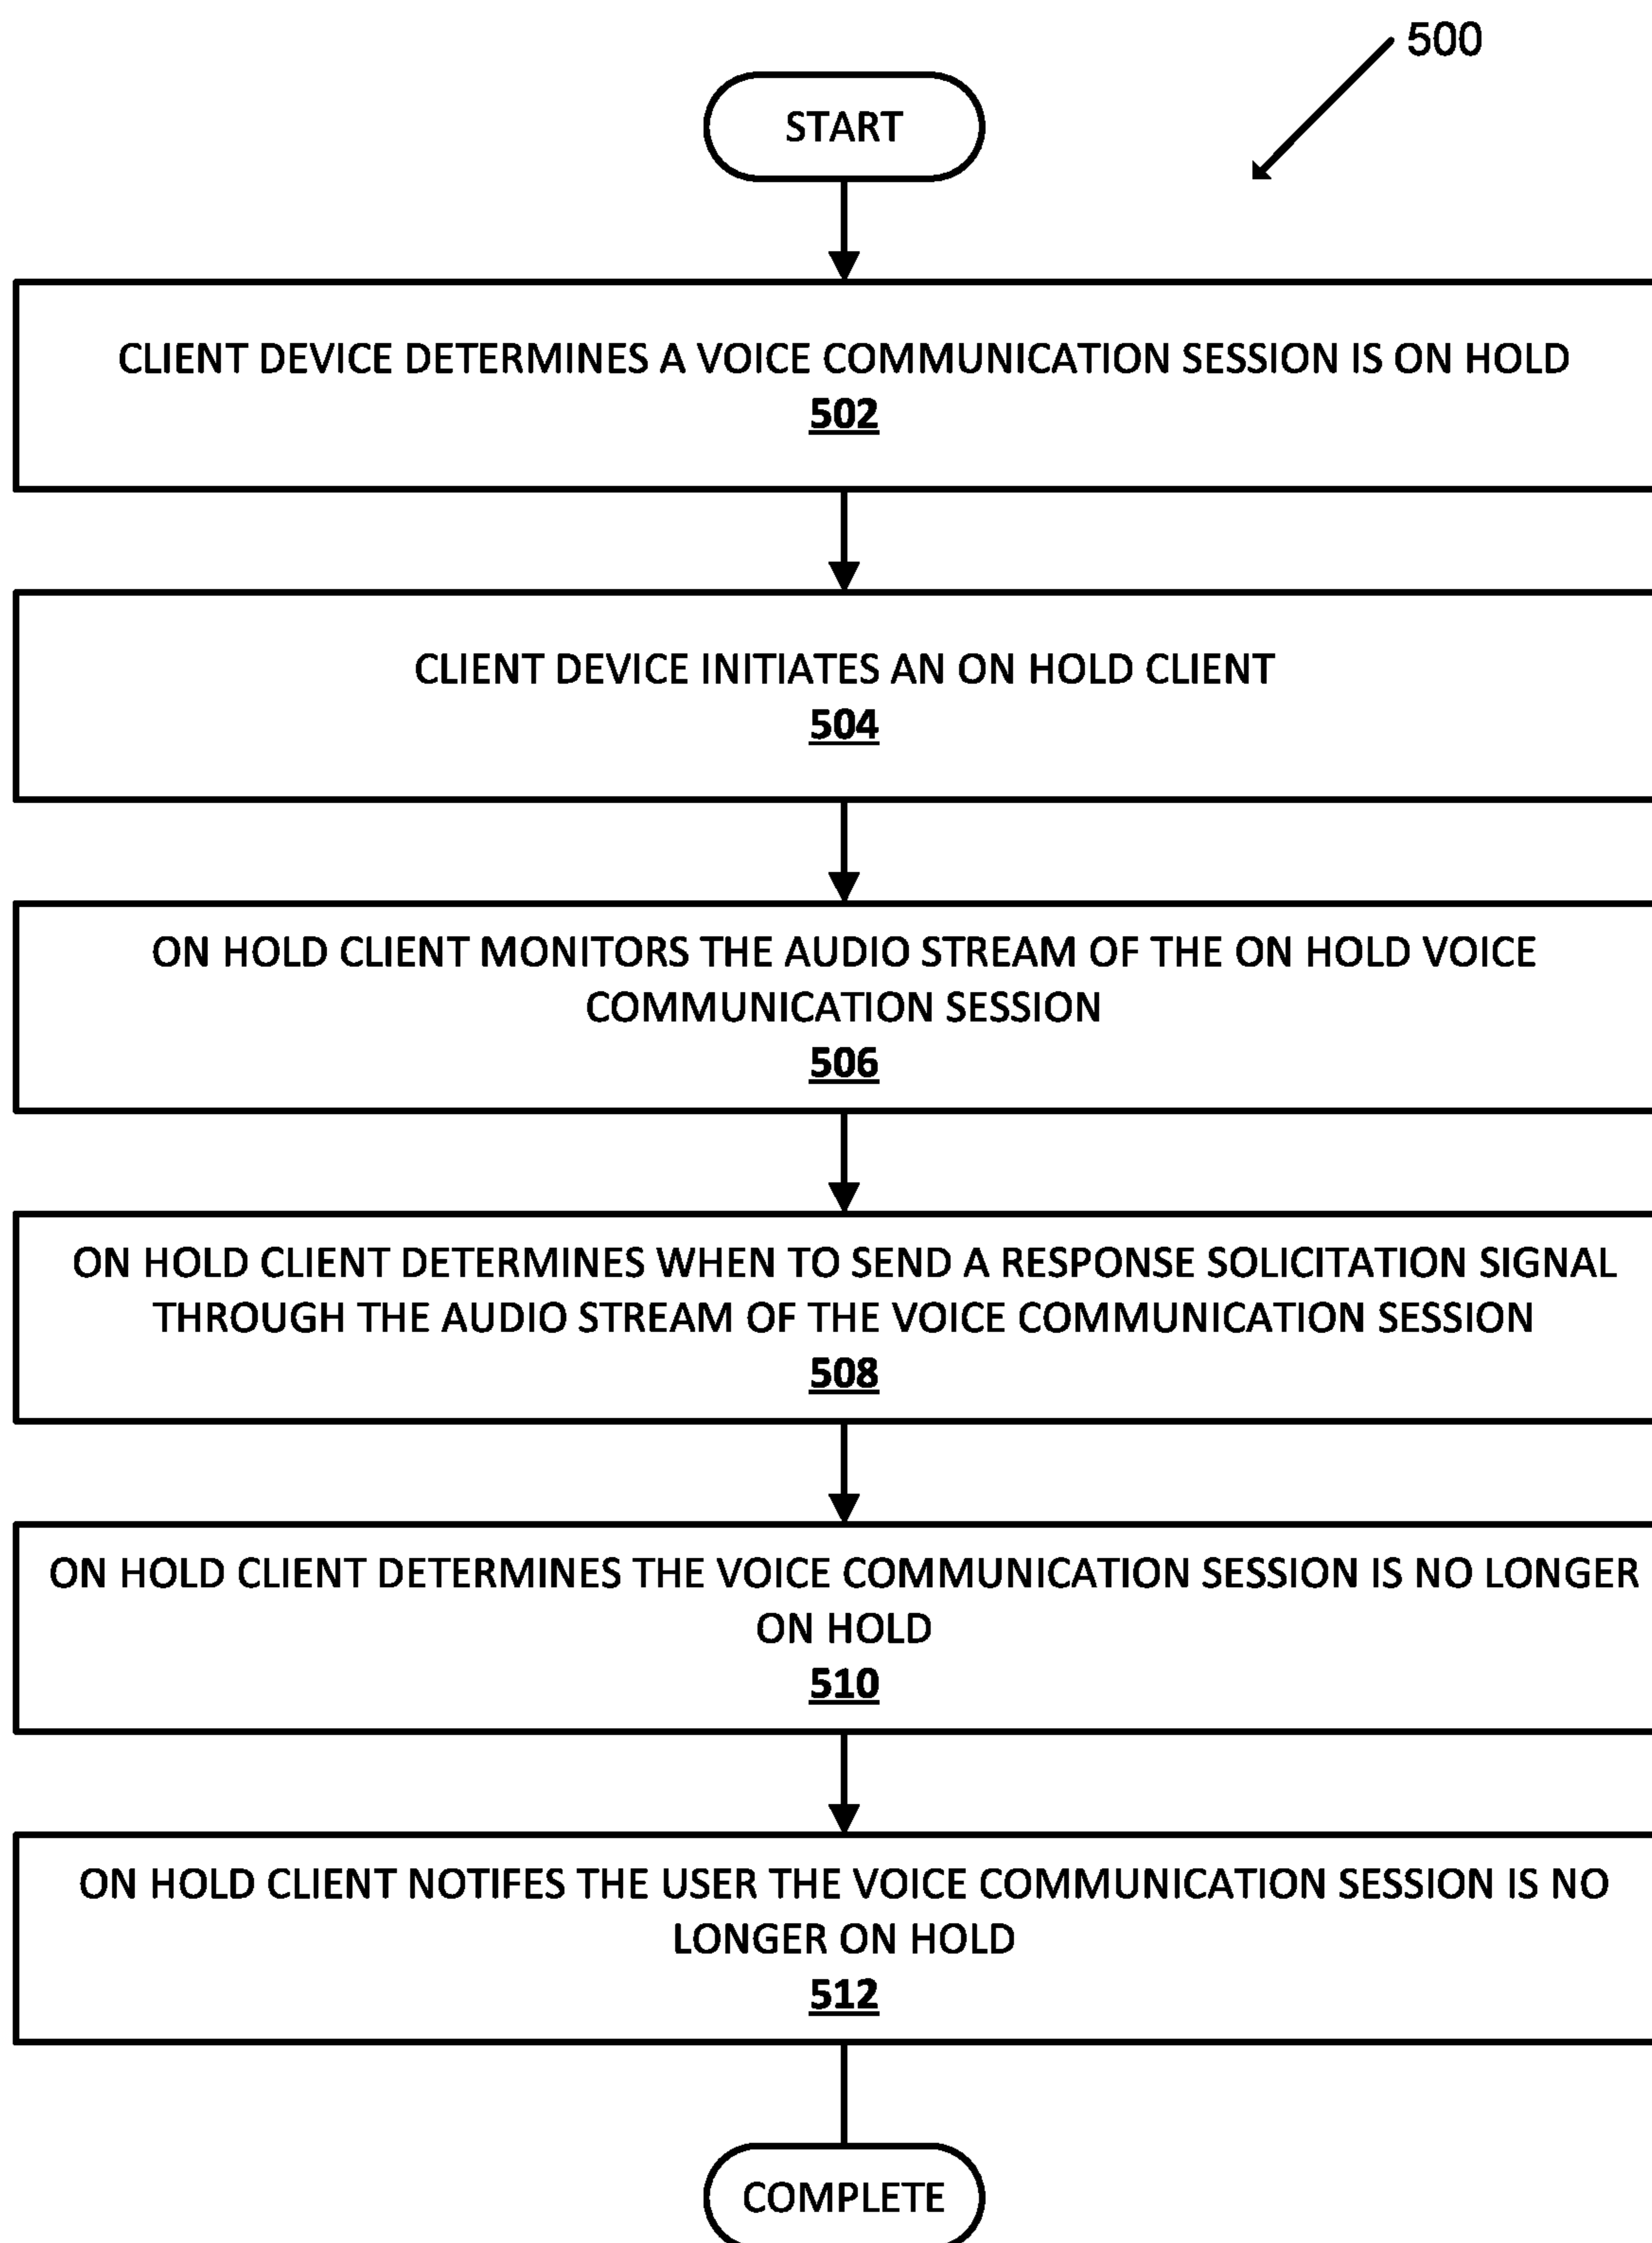 500
START
CLIENT DEVICE DETERMINES A VOICE COMMUNICATION SESSION IS ON HOLD
502
CLIENT DEVICE INITIATES AN ON HOLD CLIENT
504
ON HOLD CLIENT MONITORS THE AUDIO STREAM OF THE ON HOLD VOICE
COMMUNICATION SESSION
506
ON HOLD CLIENT DETERMINES WHEN TO SEND A RESPONSE SOLICITATION SIGNAL
THROUGH THE AUDIO STREAM OF THE VOICE COMMUNICATION SESSION
508
ON HOLD CLIENT DETERMINES THE VOICE COMMUNICATION SESSION IS NO LONGER
ON HOLD
510
ON HOLD CLIENT NOTIFES THE USER THE VOICE COMMUNICATION SESSION IS NO
LONGER ON HOLD
512
COMPLETE